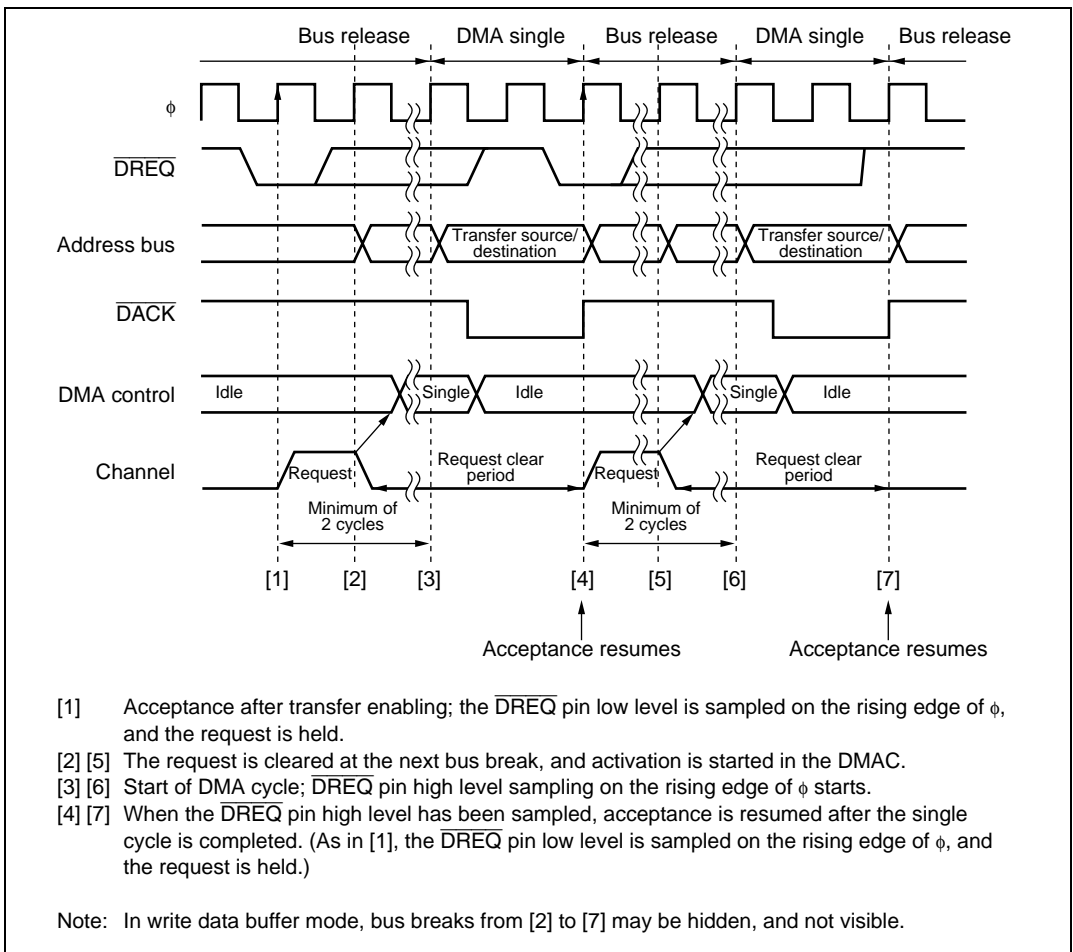 Bus release DMA single Bus release DMA single Bus release
ϕ
DREQ
Address bus
Transfer source/
destination
Transfer source/
destination
DACK
DMA control
Idle Single Idle Single Idle
Channel
Request
Request clear
period
Request
Request clear
period
Minimum of
2 cycles
Minimum of
2 cycles
[1] [2] [3] [4] [5] [6] [7]
Acceptance resumes Acceptance resumes
[1] Acceptance after transfer enabling; the DREQ pin low level is sampled on the rising edge of ϕ,
and the request is held.
[2] [5] The request is cleared at the next bus break, and activation is started in the DMAC.
[3] [6] Start of DMA cycle; DREQ pin high level sampling on the rising edge of ϕ starts.
[4] [7] When the DREQ pin high level has been sampled, acceptance is resumed after the single
cycle is completed. (As in [1], the DREQ pin low level is sampled on the rising edge of ϕ, and
the request is held.)
Note: In write data buffer mode, bus breaks from [2] to [7] may be hidden, and not visible.